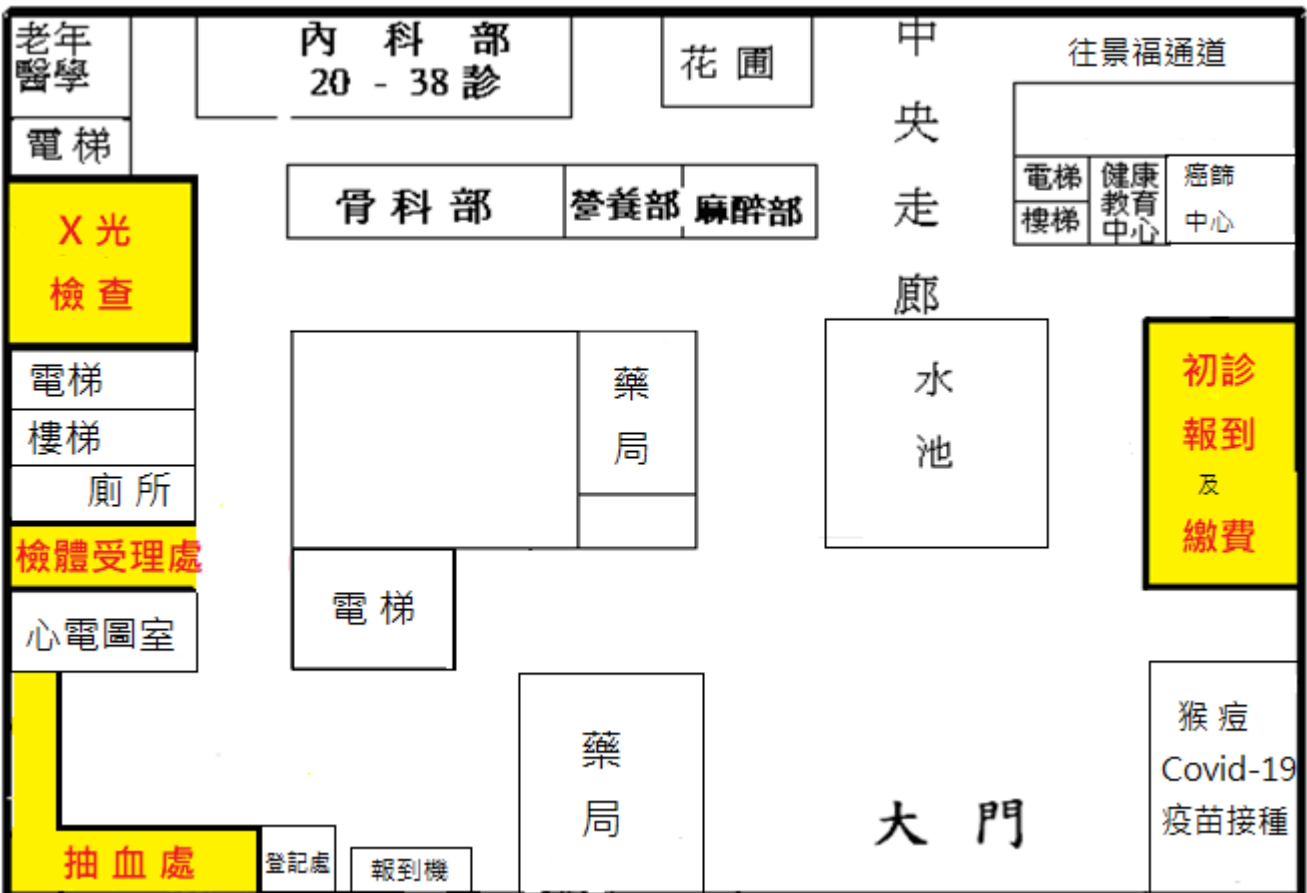 老年
醫學
內 科 部
20 - 38 診
花 圃
中
央
走
廊
往景福通道
電 梯
骨 科 部
營養部
麻醉部
電梯
樓梯
健康
教育
中心
癌篩
中心
X 光
檢 查
電梯
樓梯
廁 所
藥
局
水
池
初診
報到
及
繳費
檢體受理處
心電圖室
電 梯
藥
局
大 門
猴 痘
Covid-19
疫苗接種
抽 血 處
登記處
報到機